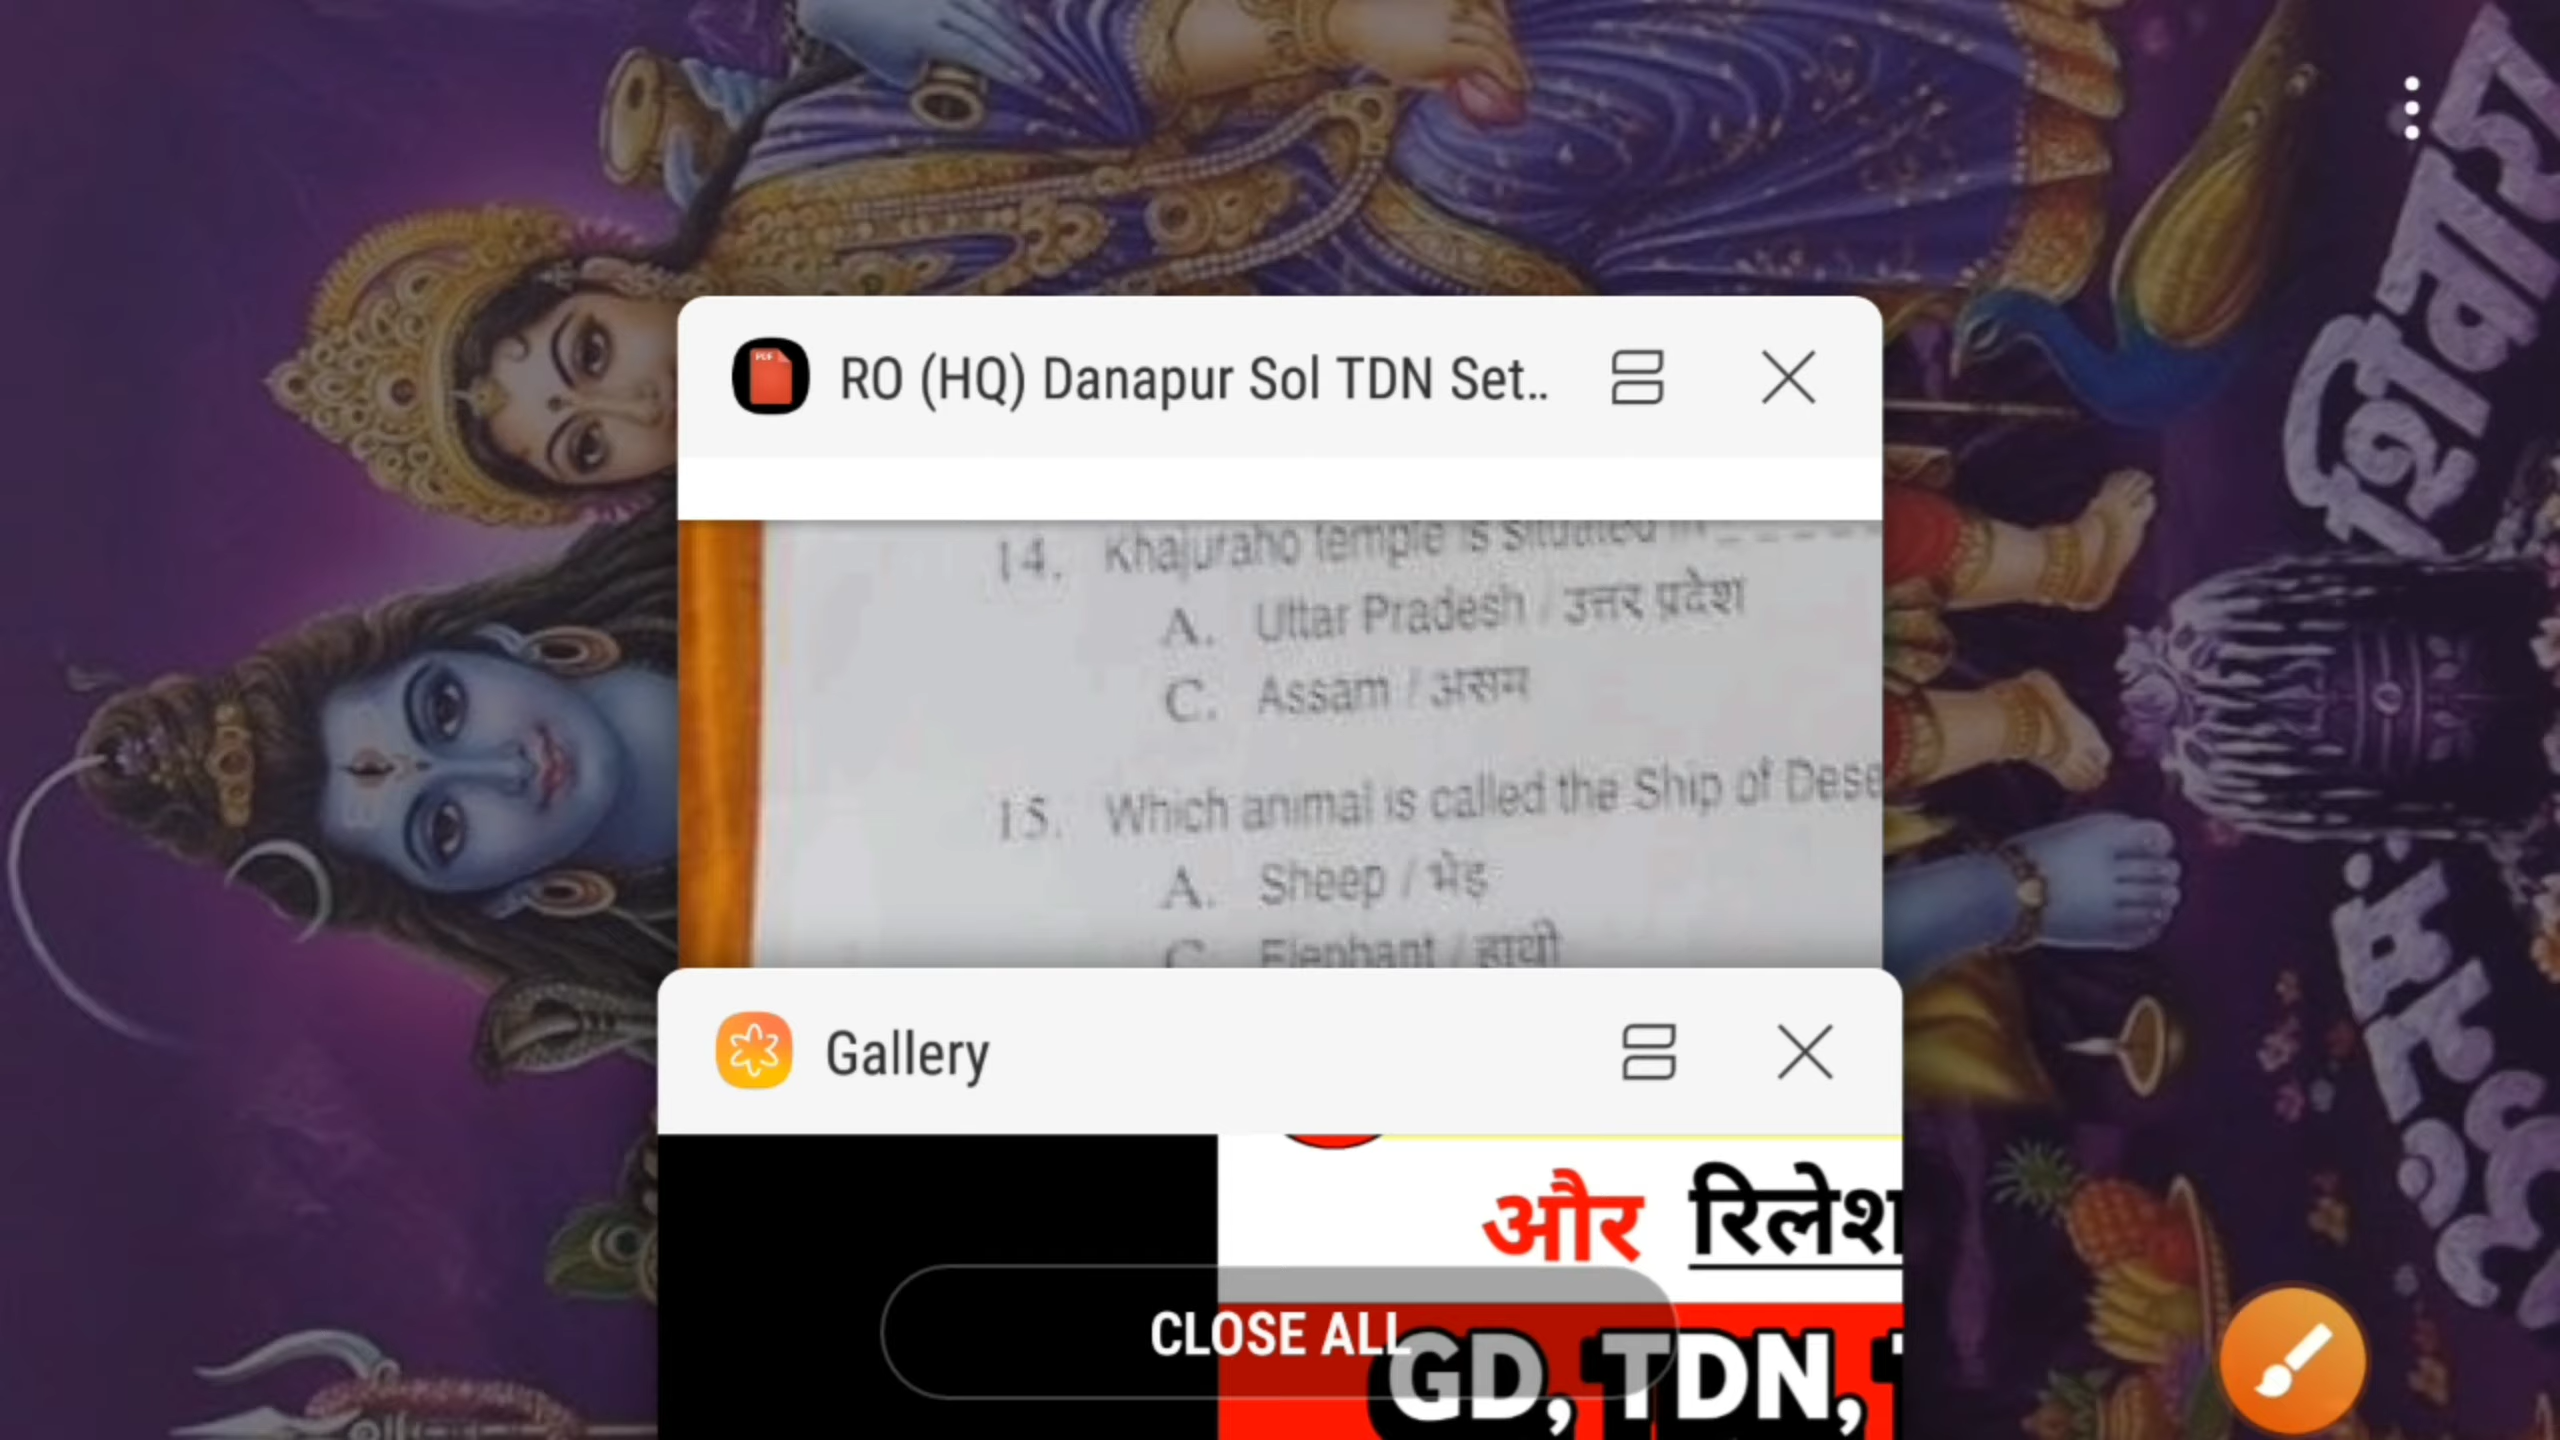 RO (HQ) Danapur Sol TDN Set..
14. Khajuraho temple is Situated in _ _ _ _ _
A. Uttar Pradesh / उत्तर प्रदेश
C. Assam / असम
15. Which animal is called the Ship of Dese
A. Sheep / भेड़
C. Elephant / हाथी
Gallery
और रिलेश
CLOSE ALL
GD, TDN,